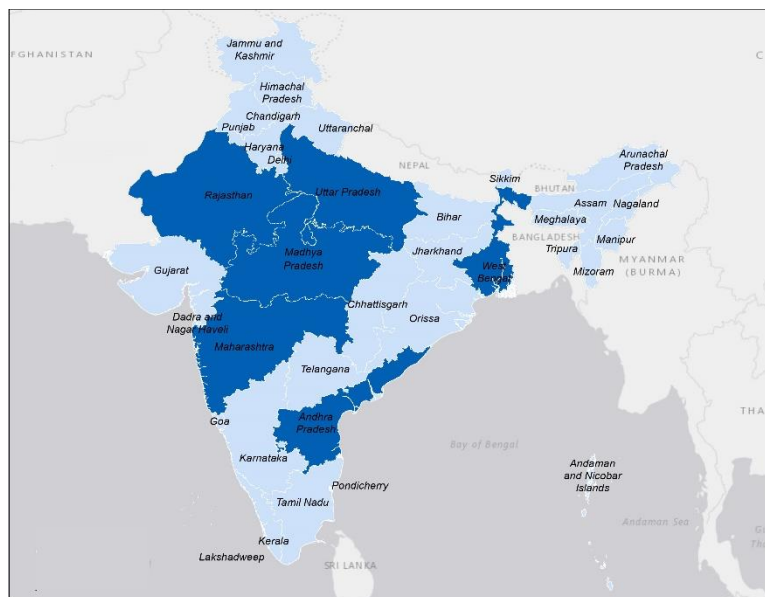 Jammu and
Kashmir
FGHANISTAN
C
Himachal
Pradesh
Chandigarh
Punjab
Uttaranchal
Haryana
Delhi
Arunachal
Pradesh
NEPAL
Sikkim
BHUTAN
Rajasthan
Uttar Pradesh
Assam
Nagaland
Bihar
Meghalaya
BANGLADESH
Manipur
Jharkhand
Tripura
Madhya
Pradesh
West
Bengal
MYANMAR
(BURMA)
Gujarat
Mizoram
Chhattisgarh
Orissa
Dadra and
Nagar Haveli
Maharashtra
Telangana
THA
Goa
Andhra
Pradesh
Bay of Bengal
Karnataka
Andaman
and Nicobar
Islands
Pondicherry
Tamil Nadu
Andaman Sea
Kerala
Lakshadweep
SRI LANKA